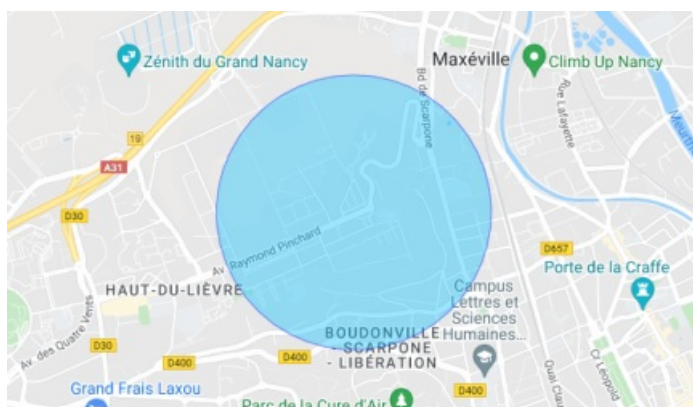 Zénith du Grand Nancy
Maxéville
Climb Up Nancy
Bd de Scarpone
Rue Lafayette
Meurthe
19
A31
D30
Av. Raymond Pinchard
D657
Porte de la Craffe
HAUT-DU-LIÈVRE
Campus
Lettres et
Sciences
Humaines...
Av. des Quatre Vents
BOUDONVILLE
- SCARPONE
- LIBÉRATION
D30
D400
D400
D400
Quai Clau
Cr Léopold
Grand Frais Laxou
Parc de la Cure d'Air